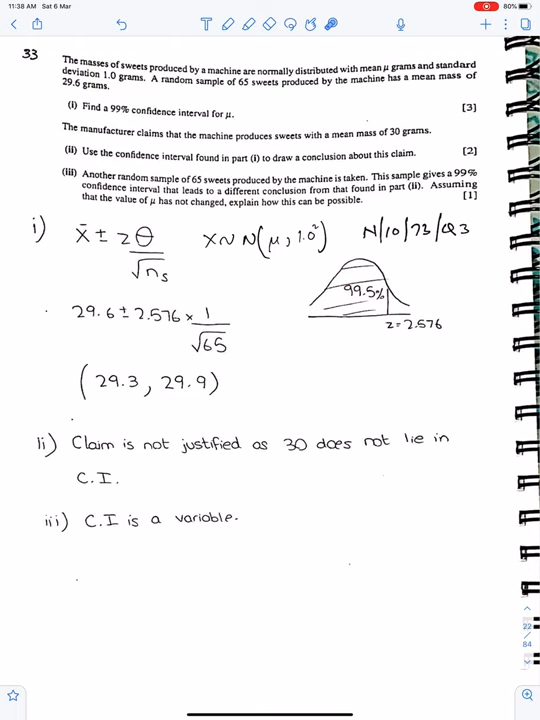 11:38 AM Sat 6 Mar
80%
33
The masses of sweets produced by a machine are normally distributed with mean μ grams and standard
deviation 1.0 grams. A random sample of 65 sweets produced by the machine has a mean mass of
29.6 grams.
(i) Find a 99% confidence interval for μ. [3]
The manufacturer claims that the machine produces sweets with a mean mass of 30 grams.
(ii) Use the confidence interval found in part (i) to draw a conclusion about this claim. [2]
(iii) Another random sample of 65 sweets produced by the machine is taken. This sample gives a 99%
confidence interval that leads to a different conclusion from that found in part (ii). Assuming
that the value of μ has not changed, explain how this can be possible. [1]
i) x̄ ± zθ/√ns X~N(μ, 1.0²) N/10/73/Q3
99.5%
z = 2.576
29.6 ± 2.576 × 1/√65
(29.3, 29.9)
ii) Claim is not justified as 30 does not lie in
C.I.
iii) C.I is a variable.
22
/
84